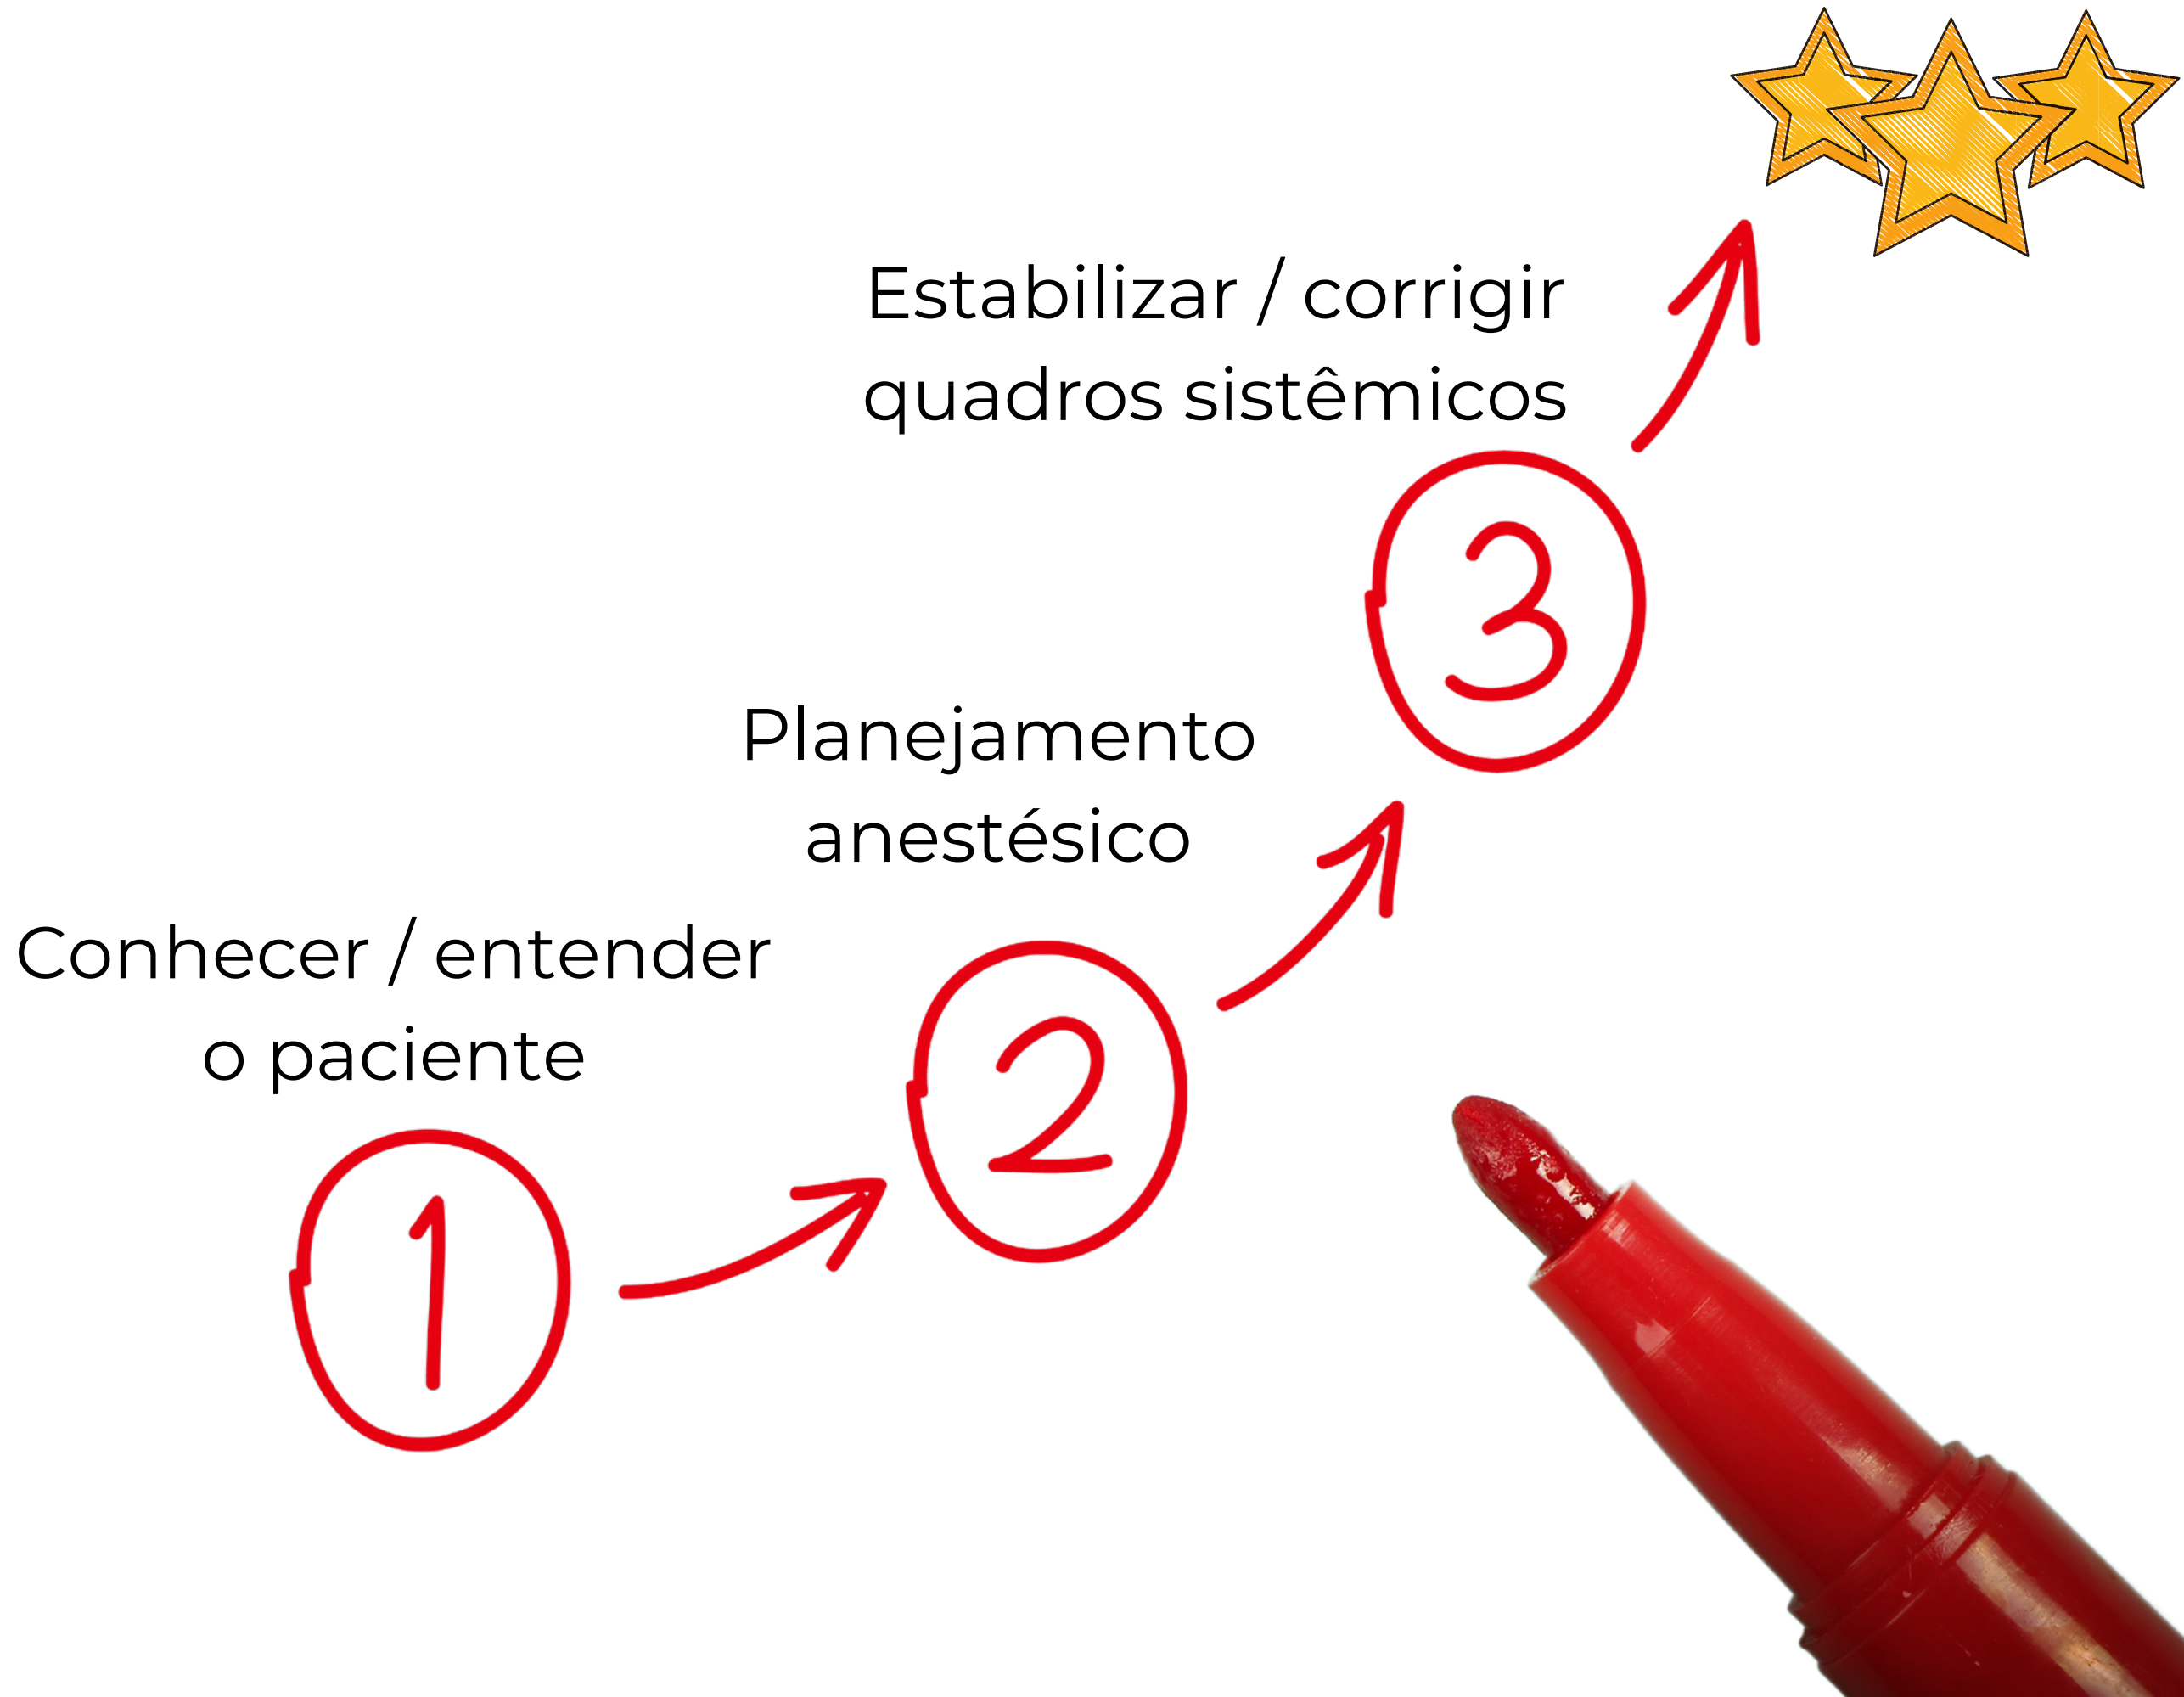 Estabilizar / corrigir
quadros sistêmicos
3
Planejamento
anestésico
Conhecer / entender
o paciente
2
1